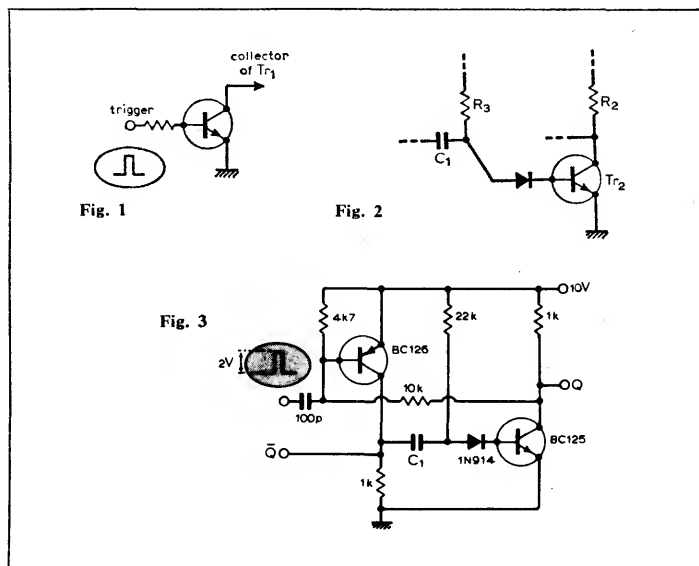 collector
of Tr1
trigger
Fig. 1
R3
R2
C1
Tr2
Fig. 2
Fig. 3
10V
4k7
22k
1k
BC126
2V
Q
10k
100p
BC125
C1
1N914
Q̅
1k